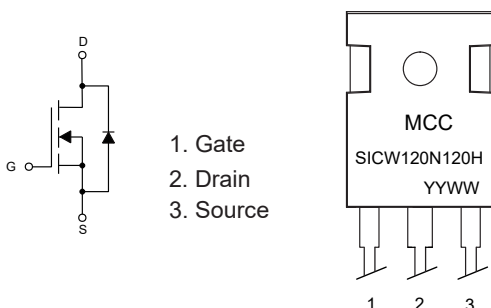 D
G
S
1. Gate
2. Drain
3. Source
MCC
SICW120N120H
YYWW
1 2 3